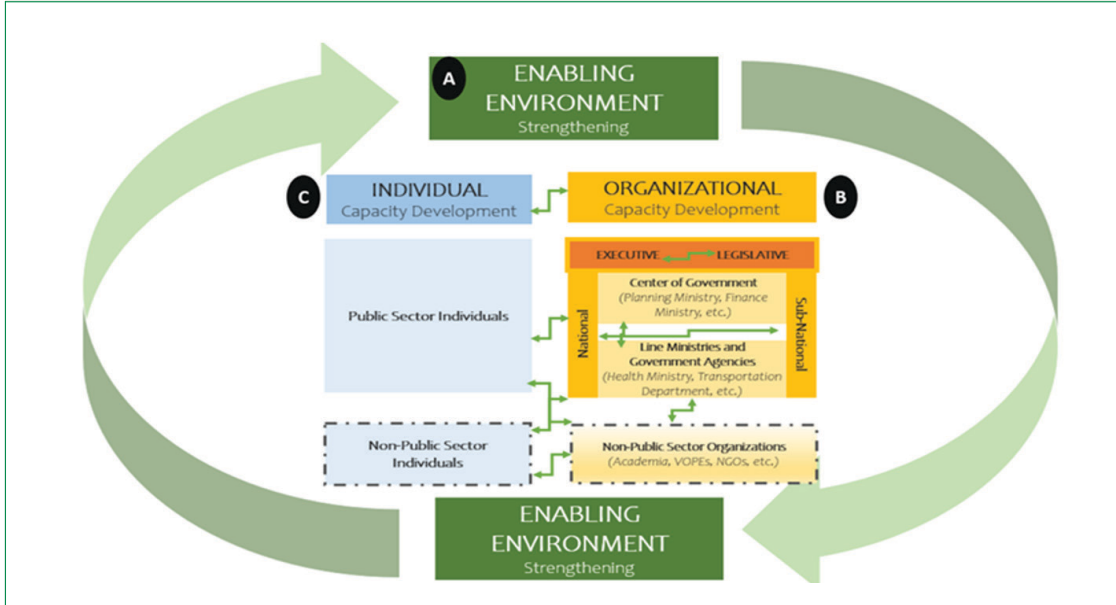 A
ENABLING
ENVIRONMENT
Strengthening
C
INDIVIDUAL
Capacity Development
ORGANIZATIONAL
Capacity Development
B
EXECUTIVE
LEGISLATIVE
Public Sector Individuals
National
Center of Government
(Planning Ministry, Finance
Ministry, etc.)
Line Ministries and
Government Agencies
(Health Ministry, Transportation
Department, etc.)
Sub-National
Non-Public Sector
Individuals
Non-Public Sector Organizations
(Academia, VOPEs, NGOs, etc.)
ENABLING
ENVIRONMENT
Strengthening